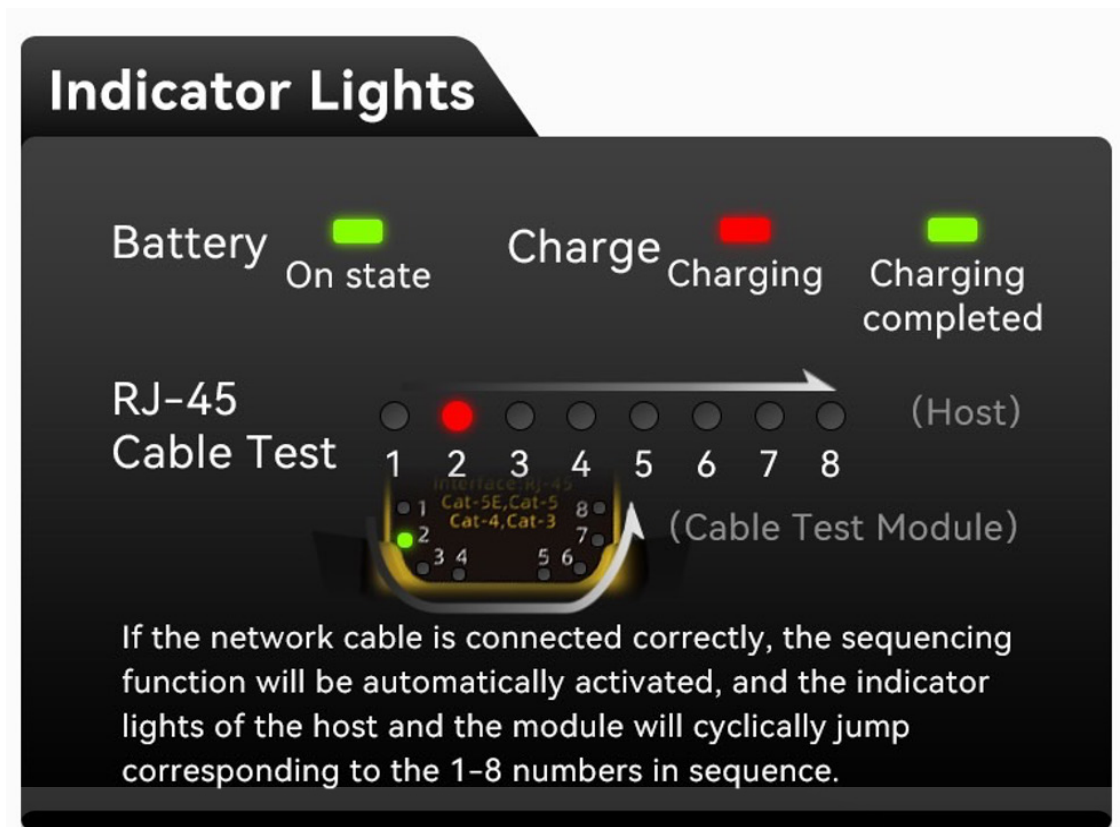 Indicator Lights
Battery
On state
Charge
Charging
Charging
completed
RJ-45
Cable Test
(Host)
1 2 3 4 5 6 7 8
Interface:RJ-45
Cat-5E,Cat-5
Cat-4,Cat-3
1 8
2 7
3 4 5 6
(Cable Test Module)
If the network cable is connected correctly, the sequencing
function will be automatically activated, and the indicator
lights of the host and the module will cyclically jump
corresponding to the 1-8 numbers in sequence.